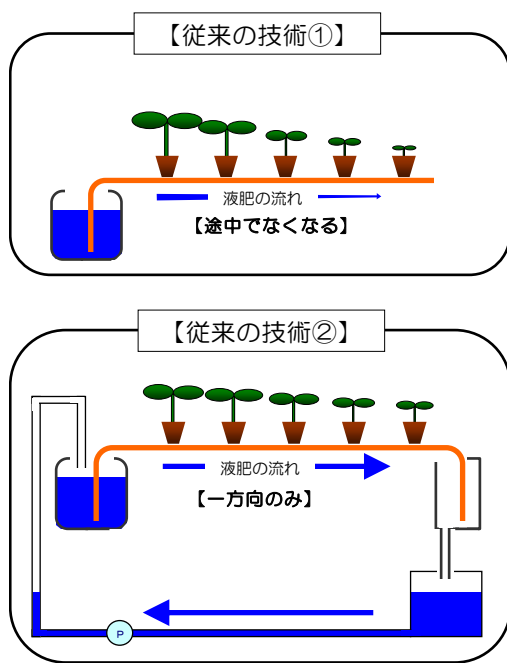 【従来の技術①】
液肥の流れ
【途中でなくなる】
【従来の技術②】
液肥の流れ
【一方向のみ】
P